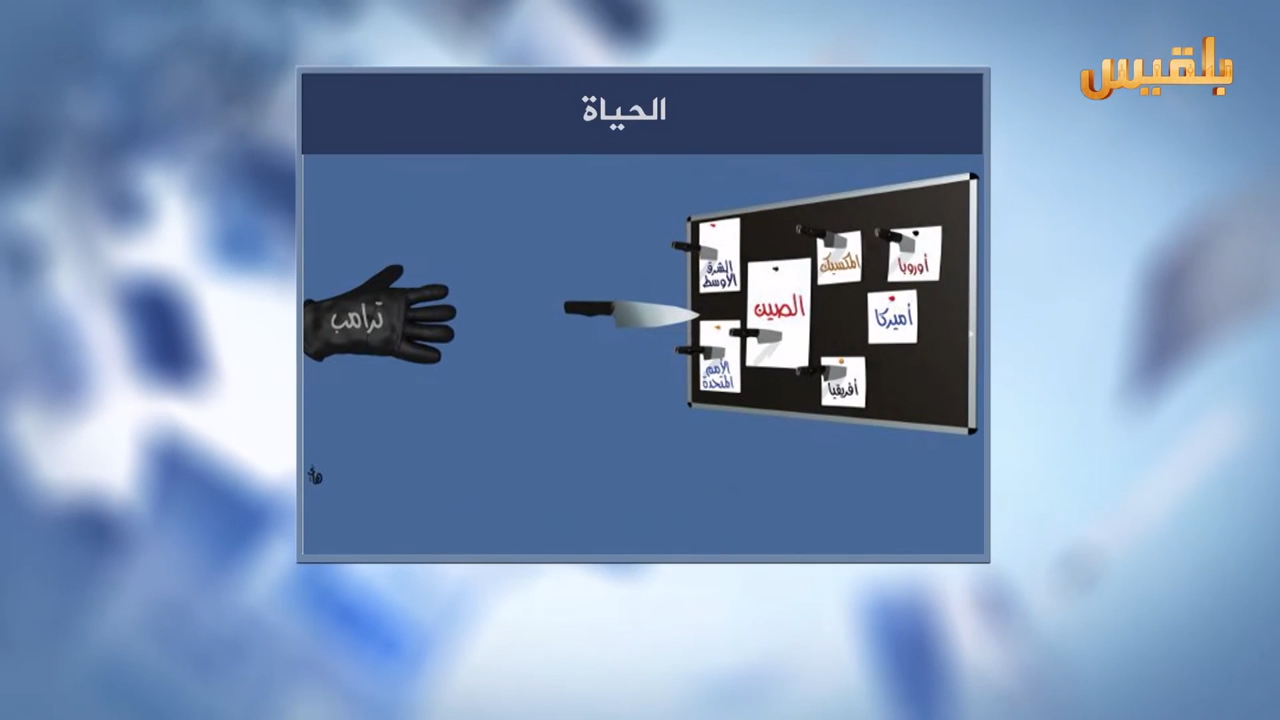 بلقيس
الحياة
ترامب
الشرق
الأوسط
الصين
المكسيك
أوروبا
أميركا
الأمم
المتحدة
أفريقيا